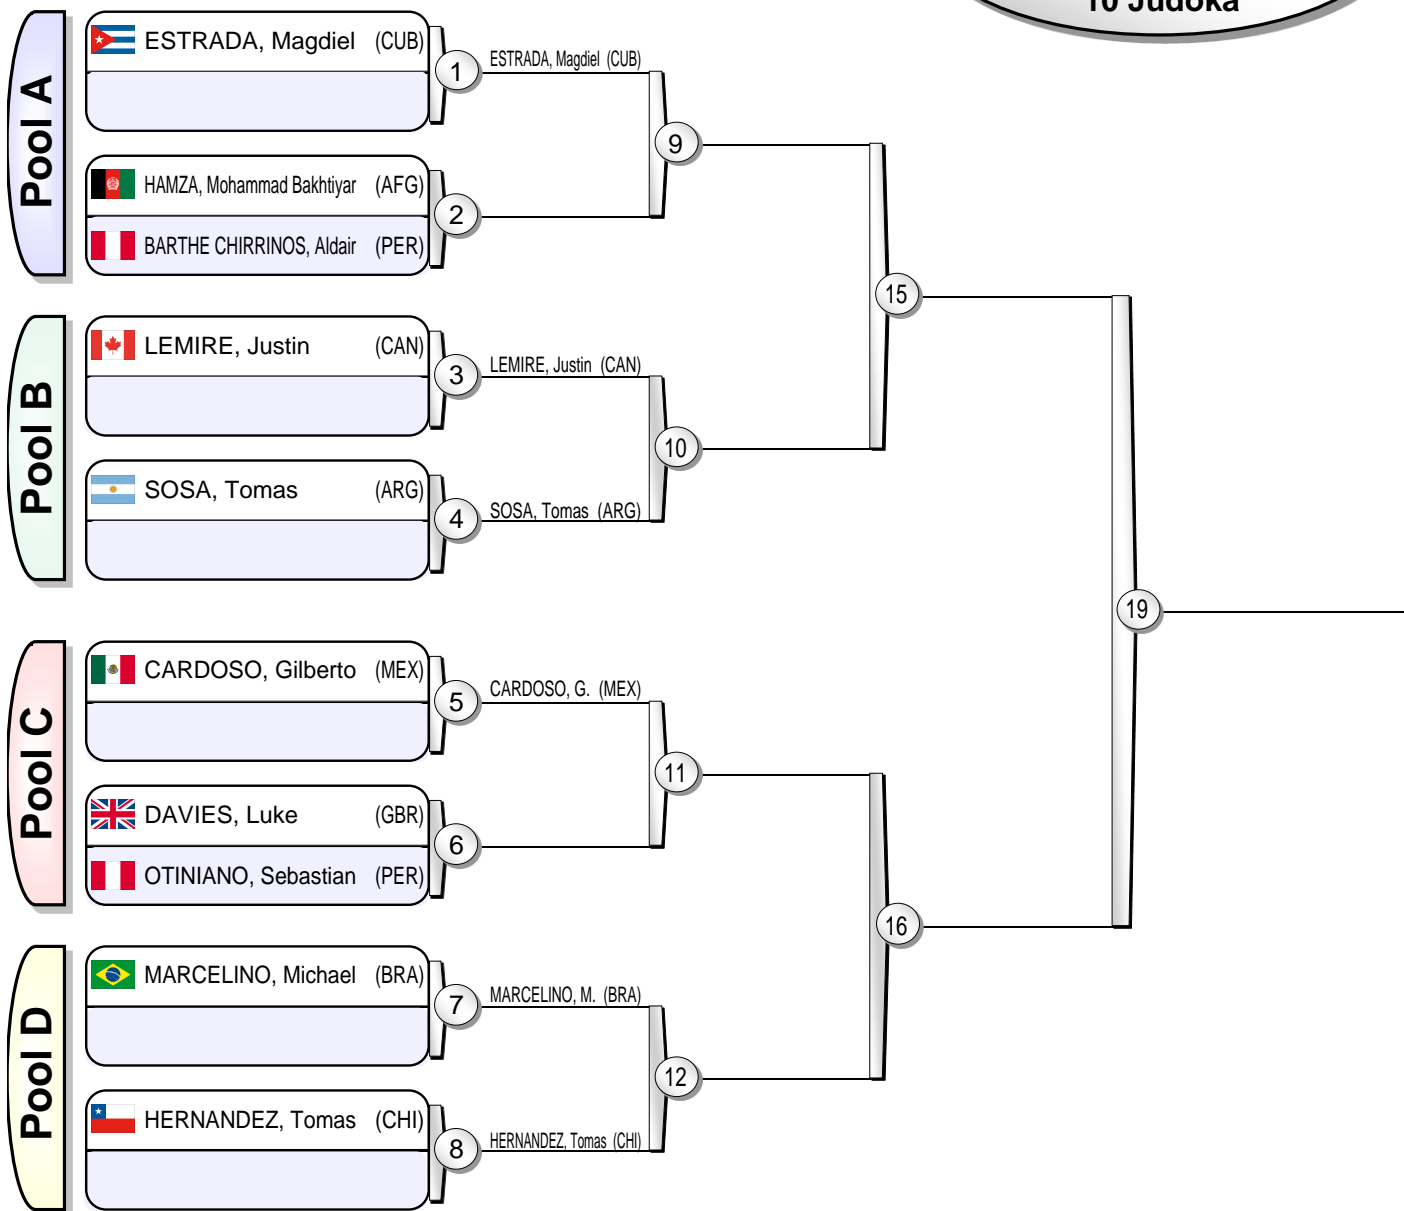 10 Judoka
Pool A
ESTRADA, Magdiel (CUB)
1
ESTRADA, Magdiel (CUB)
HAMZA, Mohammad Bakhtiyar (AFG)
BARTHE CHIRRINOS, Aldair (PER)
2
9
Pool B
LEMIRE, Justin (CAN)
3
LEMIRE, Justin (CAN)
SOSA, Tomas (ARG)
4
SOSA, Tomas (ARG)
10
15
Pool C
CARDOSO, Gilberto (MEX)
5
CARDOSO, G. (MEX)
DAVIES, Luke (GBR)
OTINIANO, Sebastian (PER)
6
11
Pool D
MARCELINO, Michael (BRA)
7
MARCELINO, M. (BRA)
HERNANDEZ, Tomas (CHI)
8
HERNANDEZ, Tomas (CHI)
12
16
19